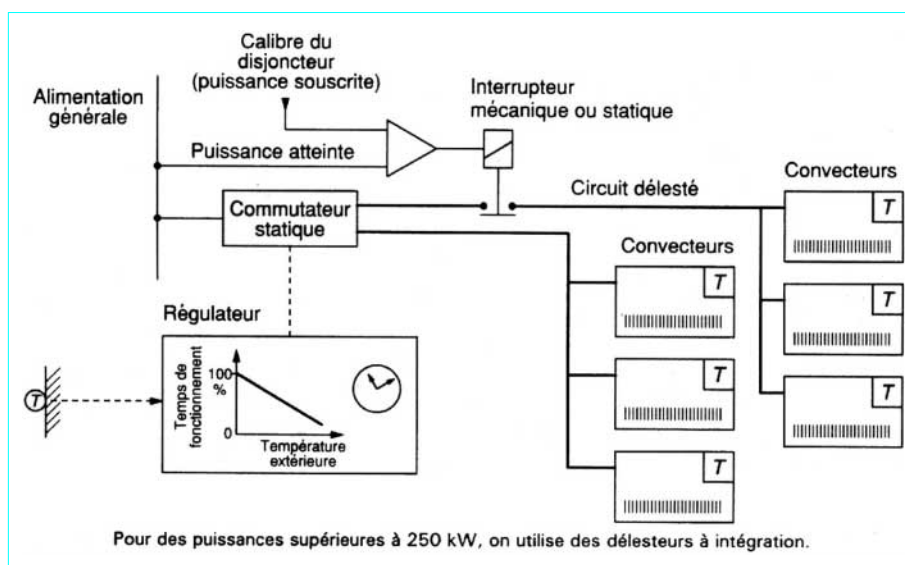 Calibre du
disjoncteur
(puissance souscrite)
Alimentation
générale
Interrupteur
mécanique ou statique
Puissance atteinte
Convecteurs
Circuit délesté
T
Commutateur
statique
Convecteurs
T
T
Régulateur
T
Temps de
fonctionnement
100
%
0
Température
extérieure
T
T
T
Pour des puissances supérieures à 250 kW, on utilise des délesteurs à intégration.